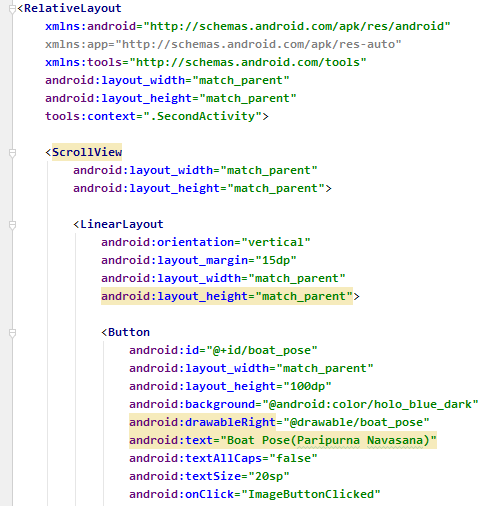 <RelativeLayout
    xmlns:android="http://schemas.android.com/apk/res/android"
    xmlns:app="http://schemas.android.com/apk/res-auto"
    xmlns:tools="http://schemas.android.com/tools"
    android:layout_width="match_parent"
    android:layout_height="match_parent"
    tools:context=".SecondActivity">

    <ScrollView
        android:layout_width="match_parent"
        android:layout_height="match_parent">

        <LinearLayout
            android:orientation="vertical"
            android:layout_margin="15dp"
            android:layout_width="match_parent"
            android:layout_height="match_parent">

            <Button
                android:id="@+id/boat_pose"
                android:layout_width="match_parent"
                android:layout_height="100dp"
                android:background="@android:color/holo_blue_dark"
                android:drawableRight="@drawable/boat_pose"
                android:text="Boat Pose(Paripurna Navasana)"
                android:textAllCaps="false"
                android:textSize="20sp"
                android:onClick="ImageButtonClicked"